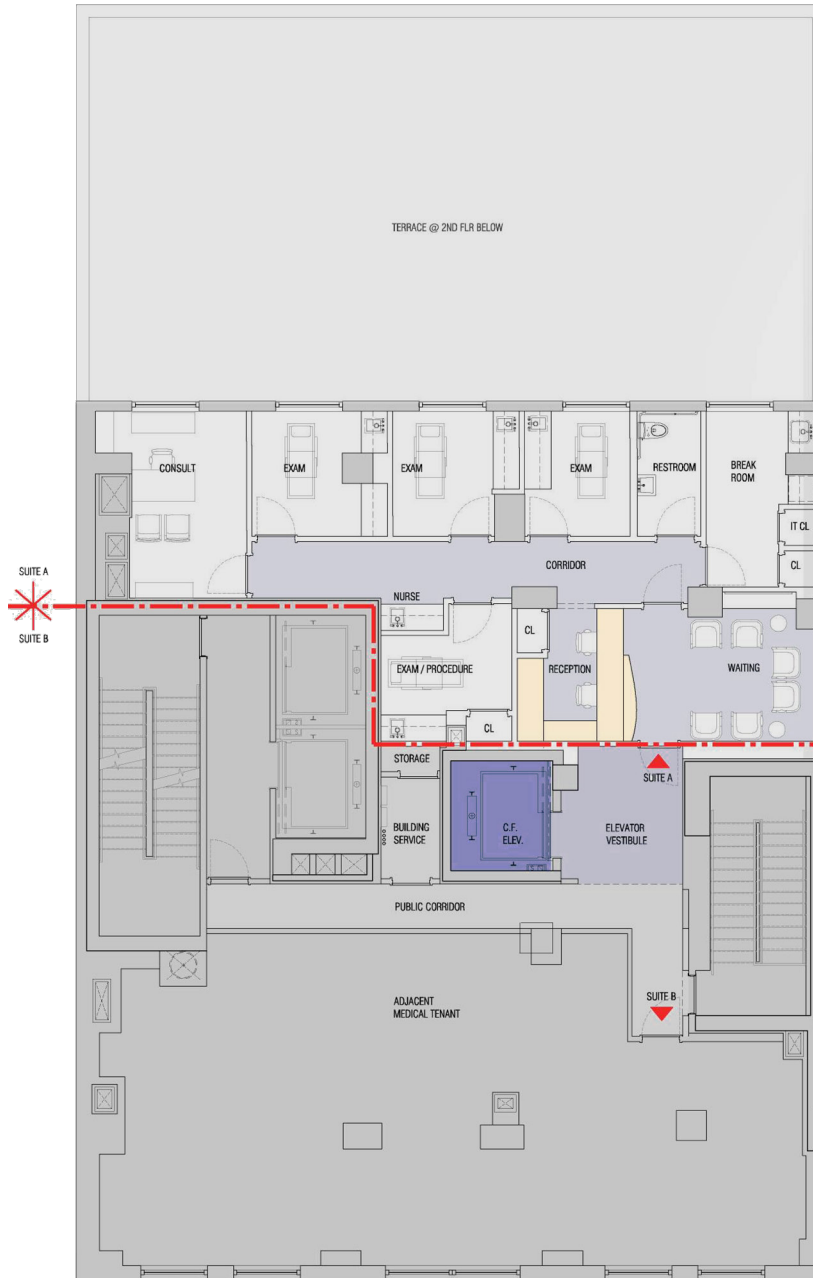 TERRACE @ 2ND FLR BELOW
CONSULT
EXAM
EXAM
EXAM
RESTROOM
BREAK
ROOM
IT CL
CL
CORRIDOR
SUITE A
SUITE B
NURSE
CL
EXAM / PROCEDURE
RECEPTION
WAITING
CL
STORAGE
SUITE A
BUILDING
SERVICE
C.F.
ELEV.
ELEVATOR
VESTIBULE
PUBLIC CORRIDOR
SUITE B
ADJACENT
MEDICAL TENANT